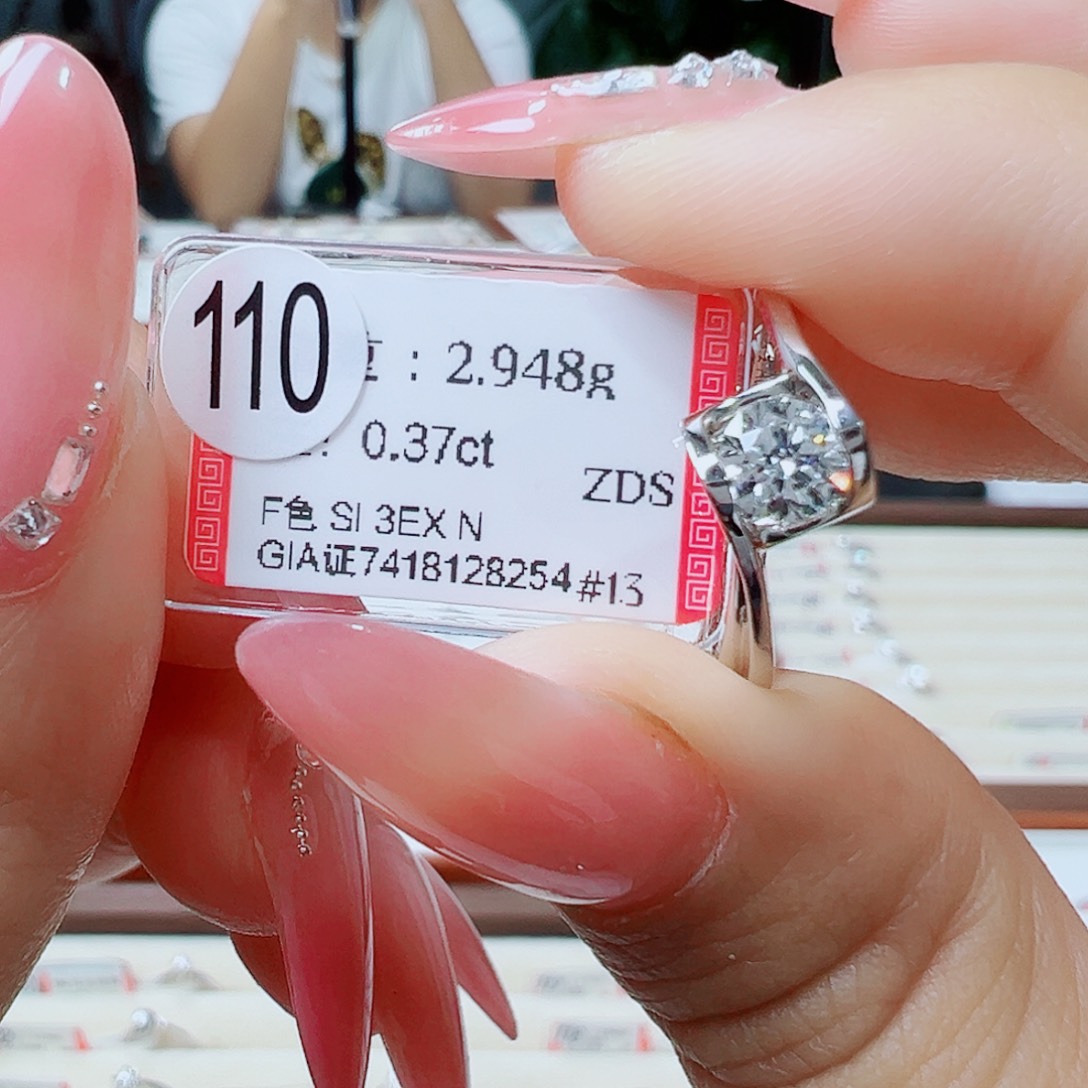 110
: 2.948g
: 0.37ct
ZDS
F色 SI 3EX N
GIA证7418128254 #13